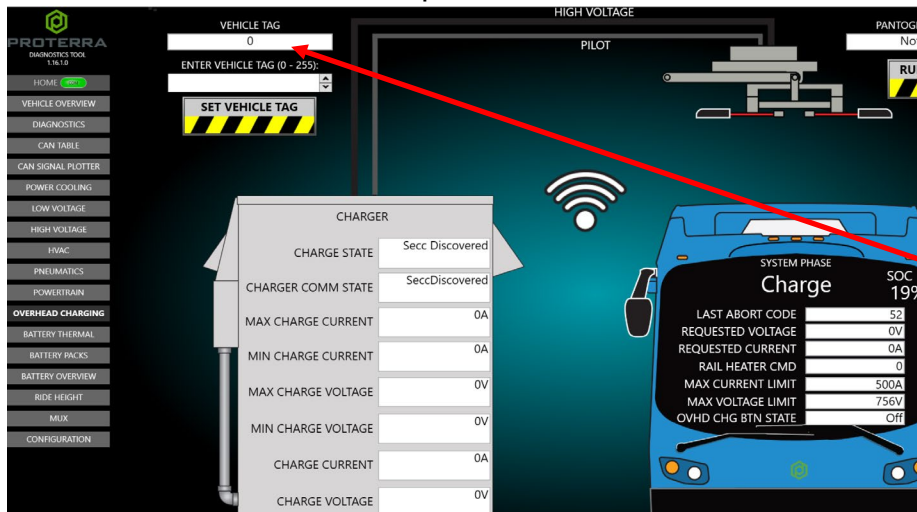 HIGH VOLTAGE
PILOT
PROTERRA
DIAGNOSTICS TOOL
1.16.1.0
HOME
VEHICLE OVERVIEW
DIAGNOSTICS
CAN TABLE
CAN SIGNAL PLOTTER
POWER COOLING
LOW VOLTAGE
HIGH VOLTAGE
HVAC
PNEUMATICS
POWERTRAIN
OVERHEAD CHARGING
BATTERY THERMAL
BATTERY PACKS
BATTERY OVERVIEW
RIDE HEIGHT
MUX
CONFIGURATION
VEHICLE TAG
0
ENTER VEHICLE TAG (0 - 255):
SET VEHICLE TAG
CHARGER
CHARGE STATE Secc Discovered
CHARGER COMM STATE SeccDiscovered
MAX CHARGE CURRENT 0A
MIN CHARGE CURRENT 0A
MAX CHARGE VOLTAGE 0V
MIN CHARGE VOLTAGE 0V
CHARGE CURRENT 0A
CHARGE VOLTAGE 0V
PANTOG
No
RU
SYSTEM PHASE
Charge
SOC
19%
LAST ABORT CODE 52
REQUESTED VOLTAGE 0V
REQUESTED CURRENT 0A
RAIL HEATER CMD 0
MAX CURRENT LIMIT 500A
MAX VOLTAGE LIMIT 756V
OVHD CHG BTN STATE Off